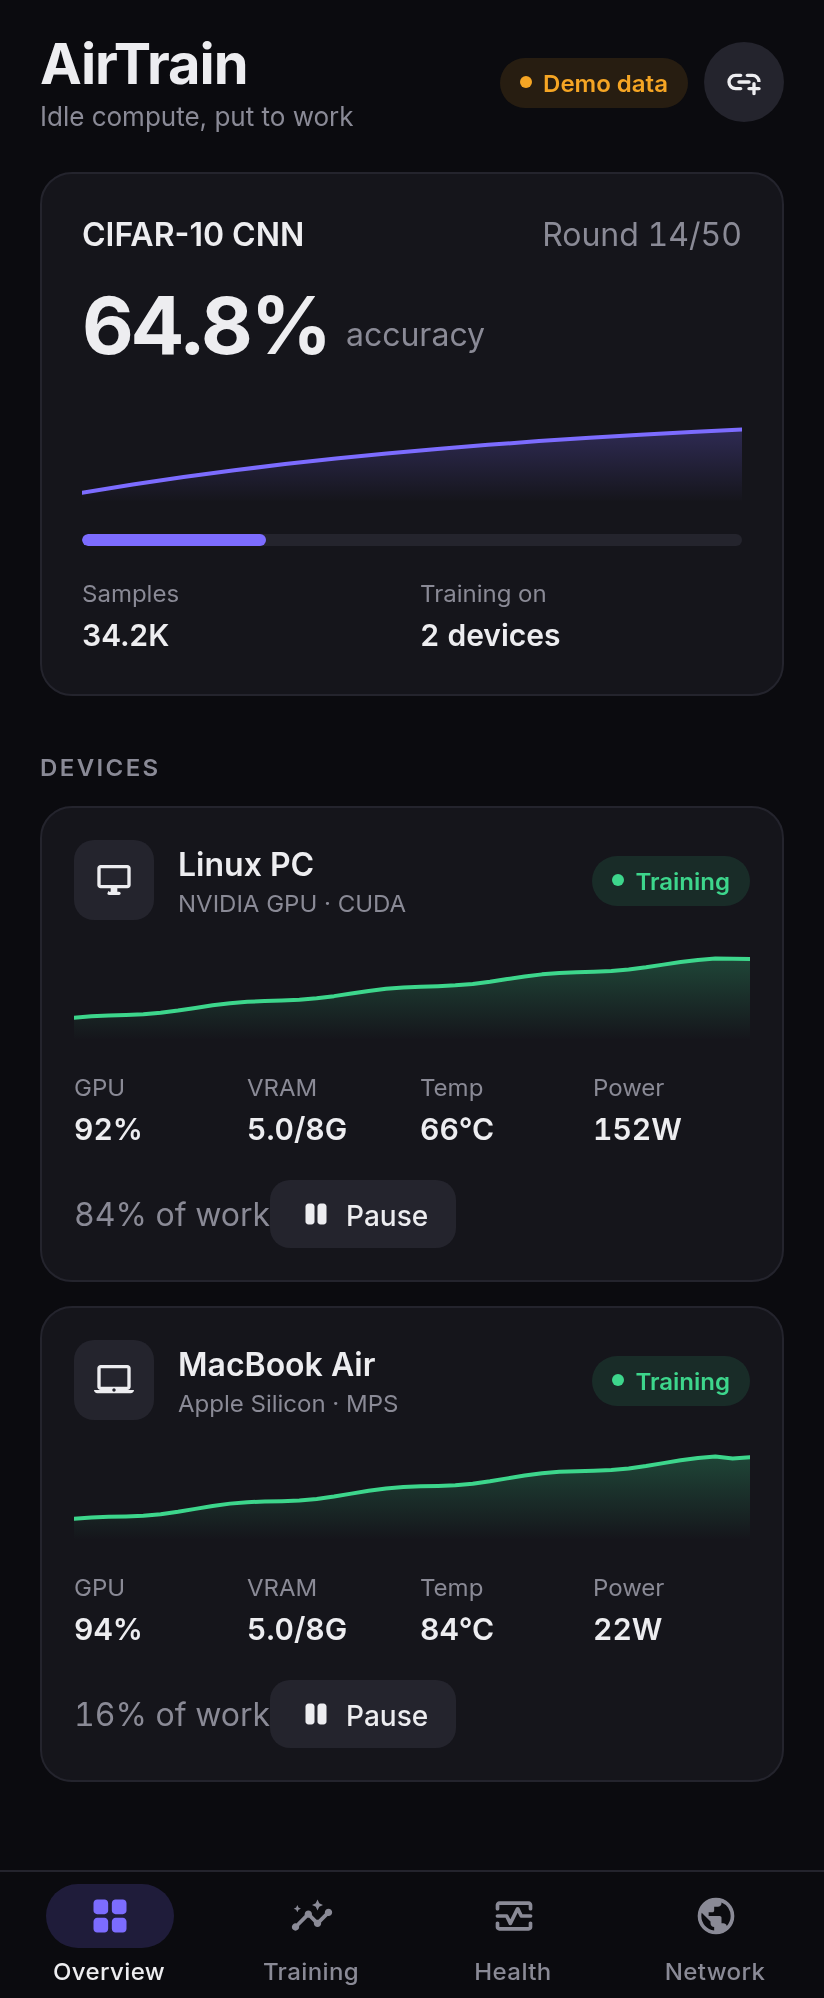 AirTrain
Idle compute, put to work
Demo data
CIFAR-10 CNN
Round 14/50
64.8% accuracy
Samples
Training on
34.2K
2 devices
DEVICES
Linux PC
NVIDIA GPU · CUDA
Training
GPU VRAM Temp Power
92% 5.0/8G 66°C 152W
84% of work
Pause
MacBook Air
Apple Silicon · MPS
Training
GPU VRAM Temp Power
94% 5.0/8G 84°C 22W
16% of work
Pause
Overview Training Health Network